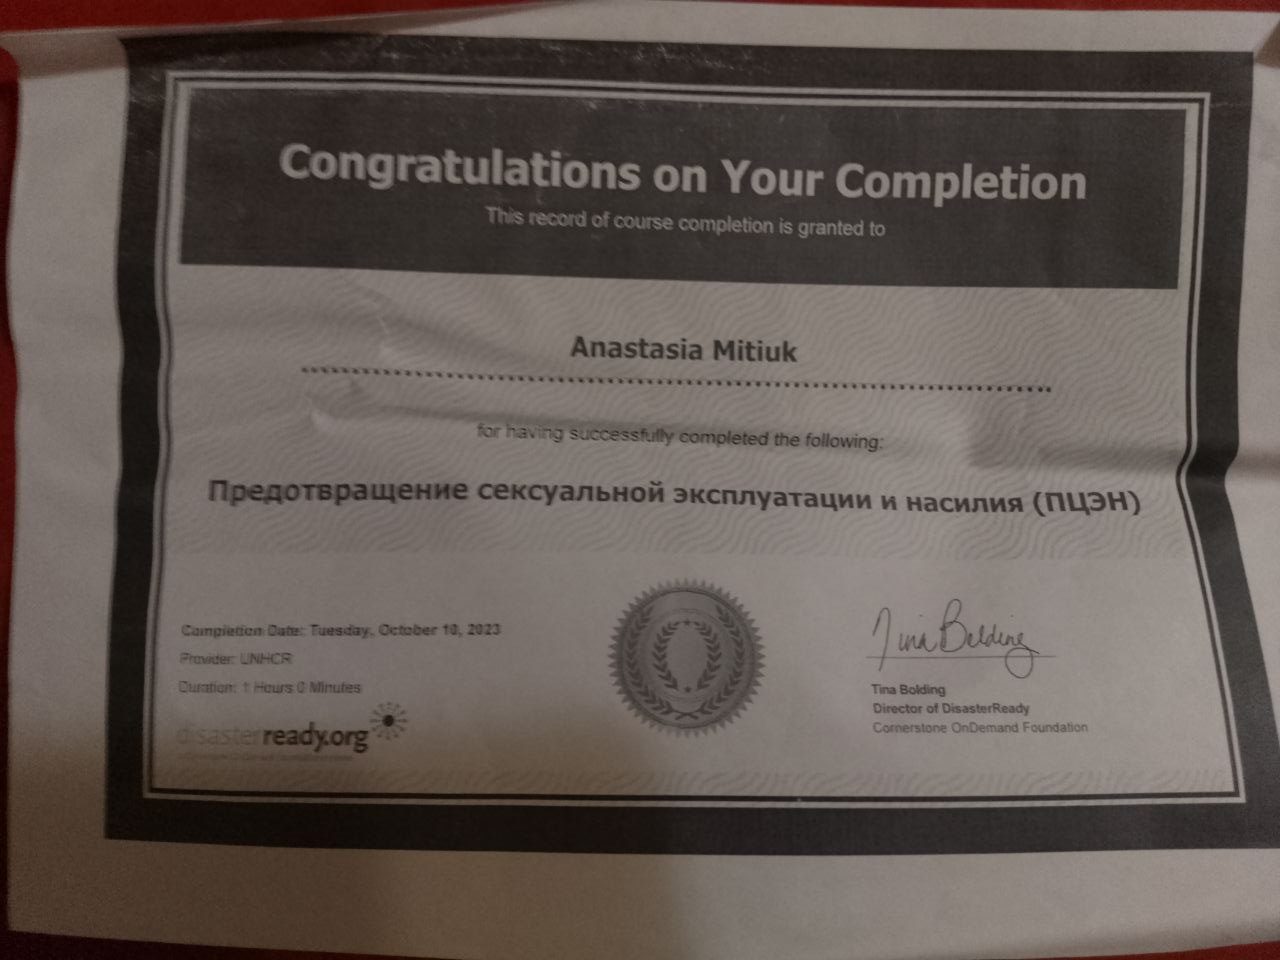 Congratulations on Your Completion
This record of course completion is granted to
Anastasia Mitiuk
for having successfully completed the following:
Предотвращение сексуальной эксплуатации и насилия (ПЦЭН)
Completion Date: Tuesday, October 10, 2023
Provider: UNHCR
Duration: 1 Hours 0 Minutes
disasterready.org
Tina Bolding
Tina Bolding
Director of DisasterReady
Cornerstone OnDemand Foundation